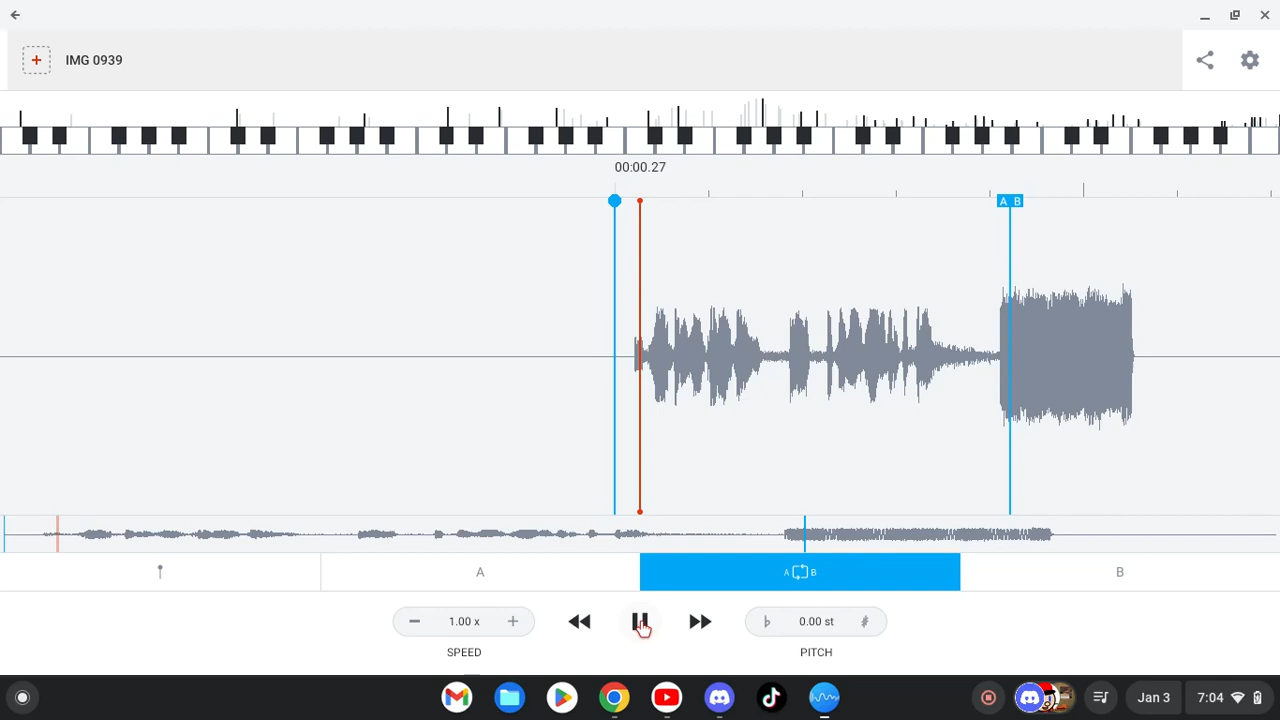 IMG 0939
00:00.27
A B
A
A B
B
1.00 x
0.00 st
SPEED
PITCH
Jan 3
7:04